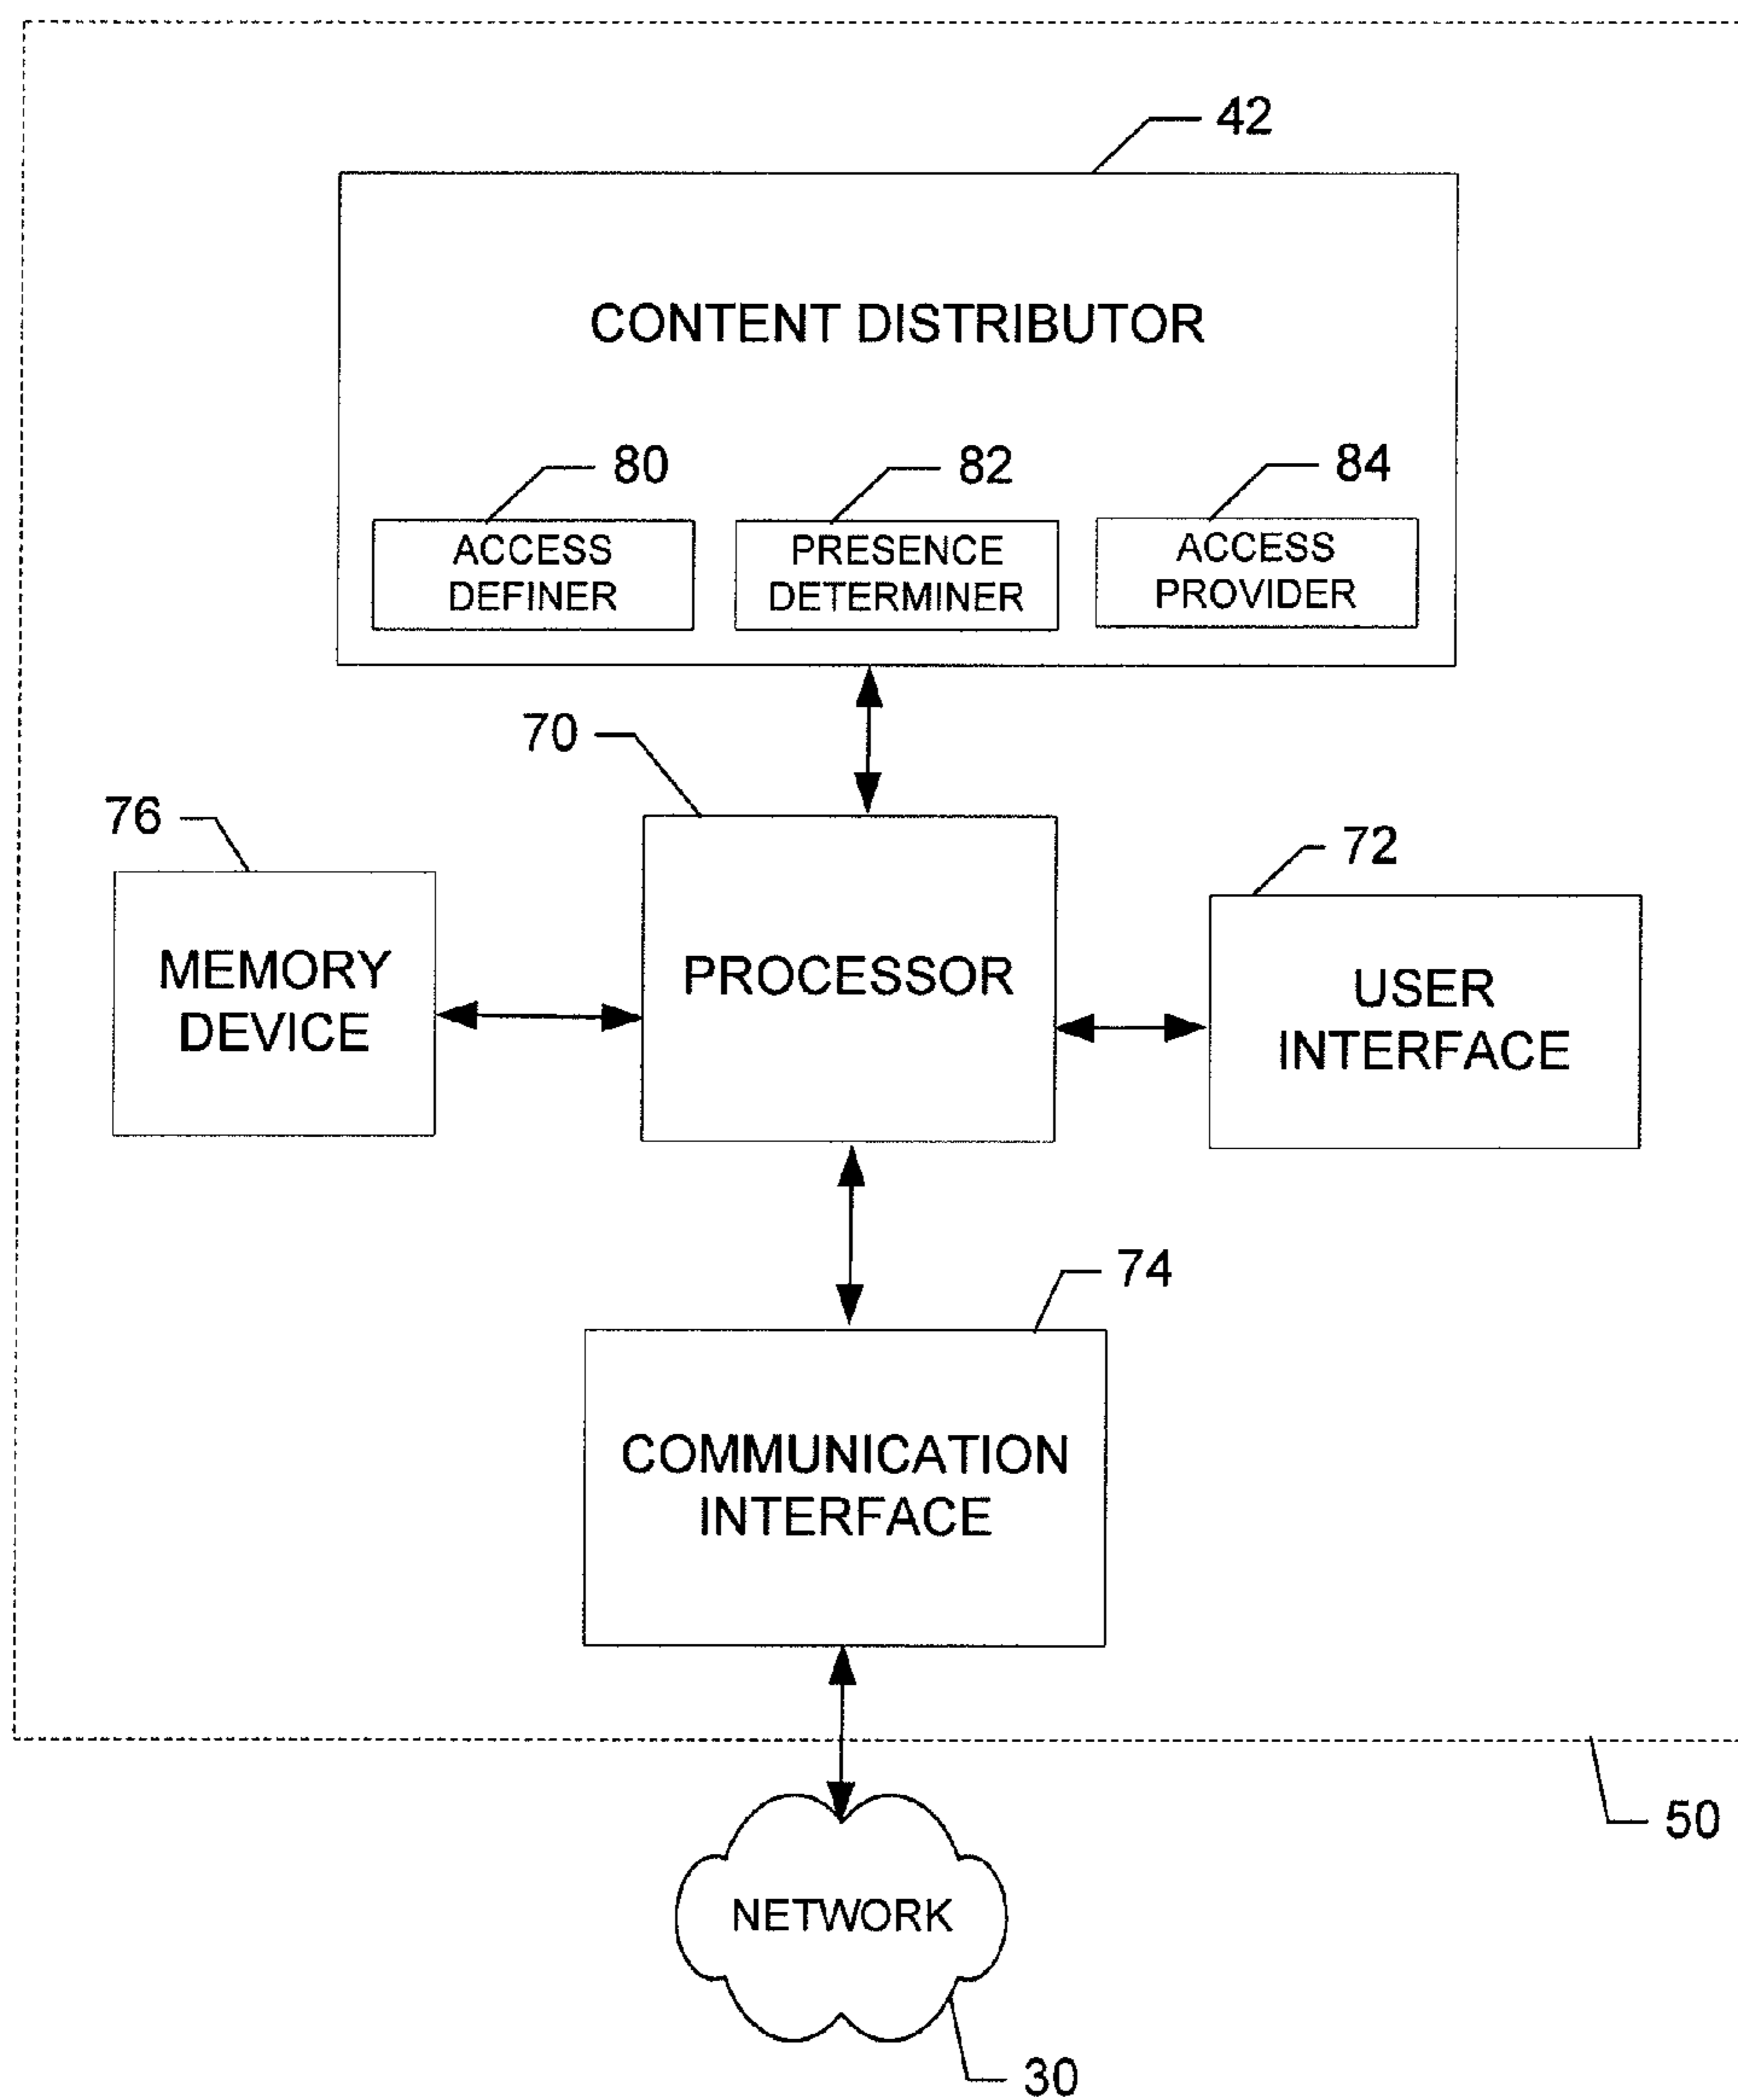 42
CONTENT DISTRIBUTOR
80
82
84
ACCESS
DEFINER
PRESENCE
DETERMINER
ACCESS
PROVIDER
70
76
72
MEMORY
DEVICE
PROCESSOR
USER
INTERFACE
74
COMMUNICATION
INTERFACE
50
NETWORK
30